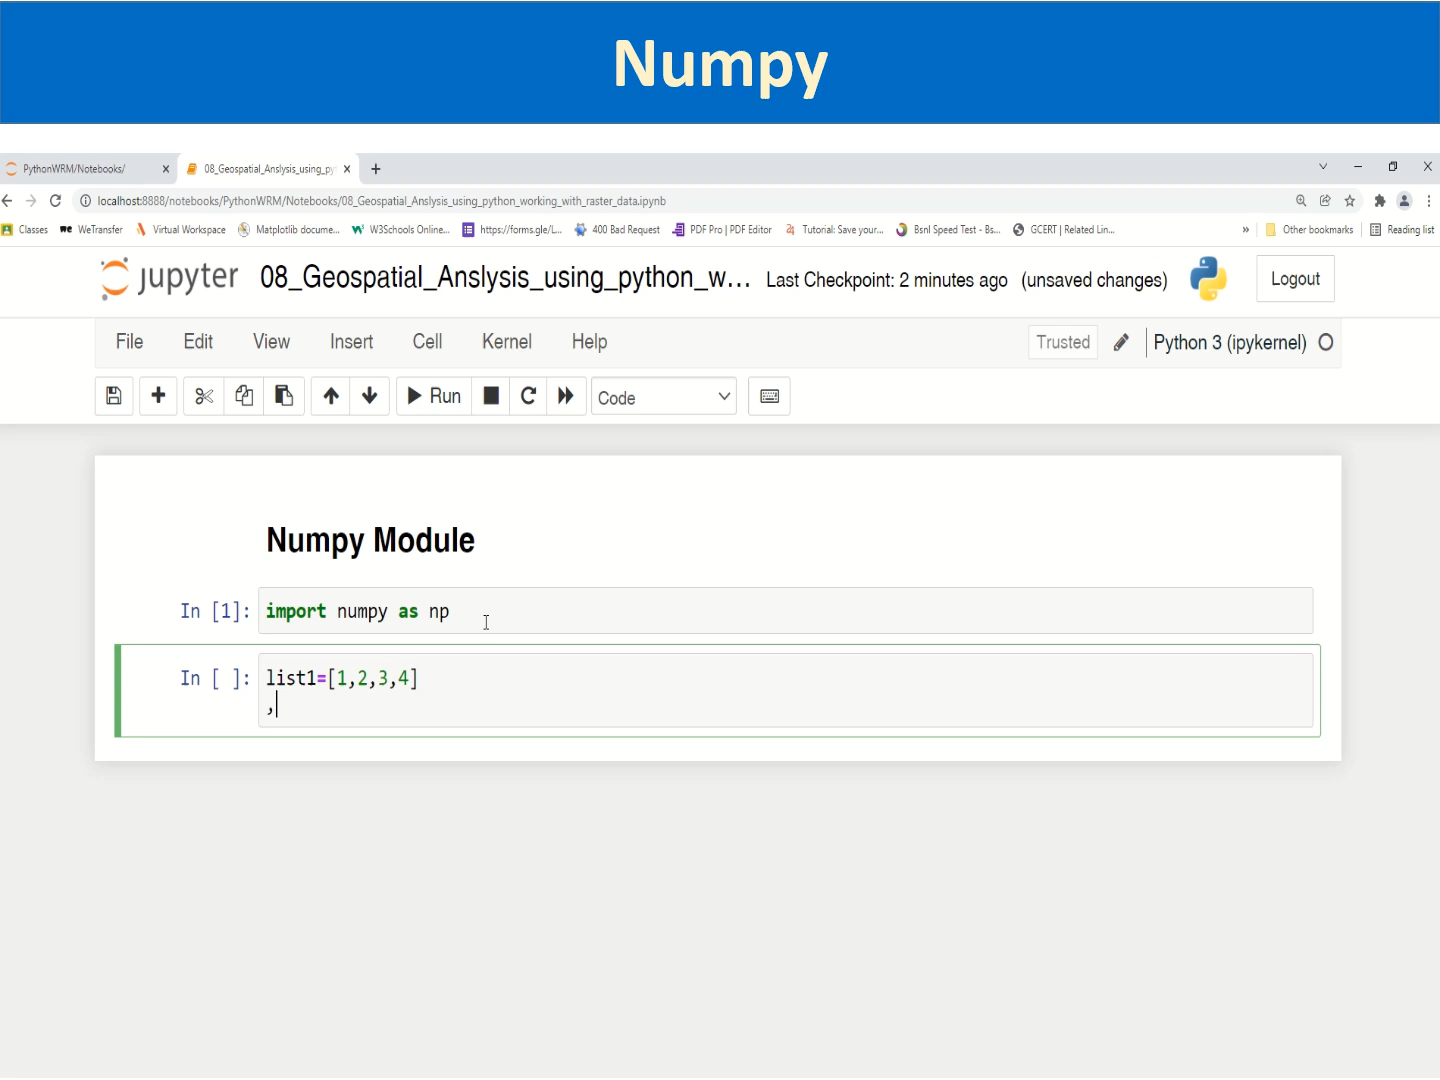 Numpy
PythonWRM/Notebooks/
08_Geospatial_Anslysis_using_py
localhost:8888/notebooks/PythonWRM/Notebooks/08_Geospatial_Anslysis_using_python_working_with_raster_data.ipynb
Classes we WeTransfer Virtual Workspace Matplotlib docume... W3Schools Online... https://forms.gle/L... 400 Bad Request PDF Pro | PDF Editor Tutorial: Save your... Bsnl Speed Test - Bs... GCERT | Related Lin... » Other bookmarks Reading list
jupyter 08_Geospatial_Anslysis_using_python_w... Last Checkpoint: 2 minutes ago (unsaved changes) Logout
File Edit View Insert Cell Kernel Help Trusted Python 3 (ipykernel)
Run Code
Numpy Module
In [1]: import numpy as np
In [ ]: list1=[1,2,3,4]
,